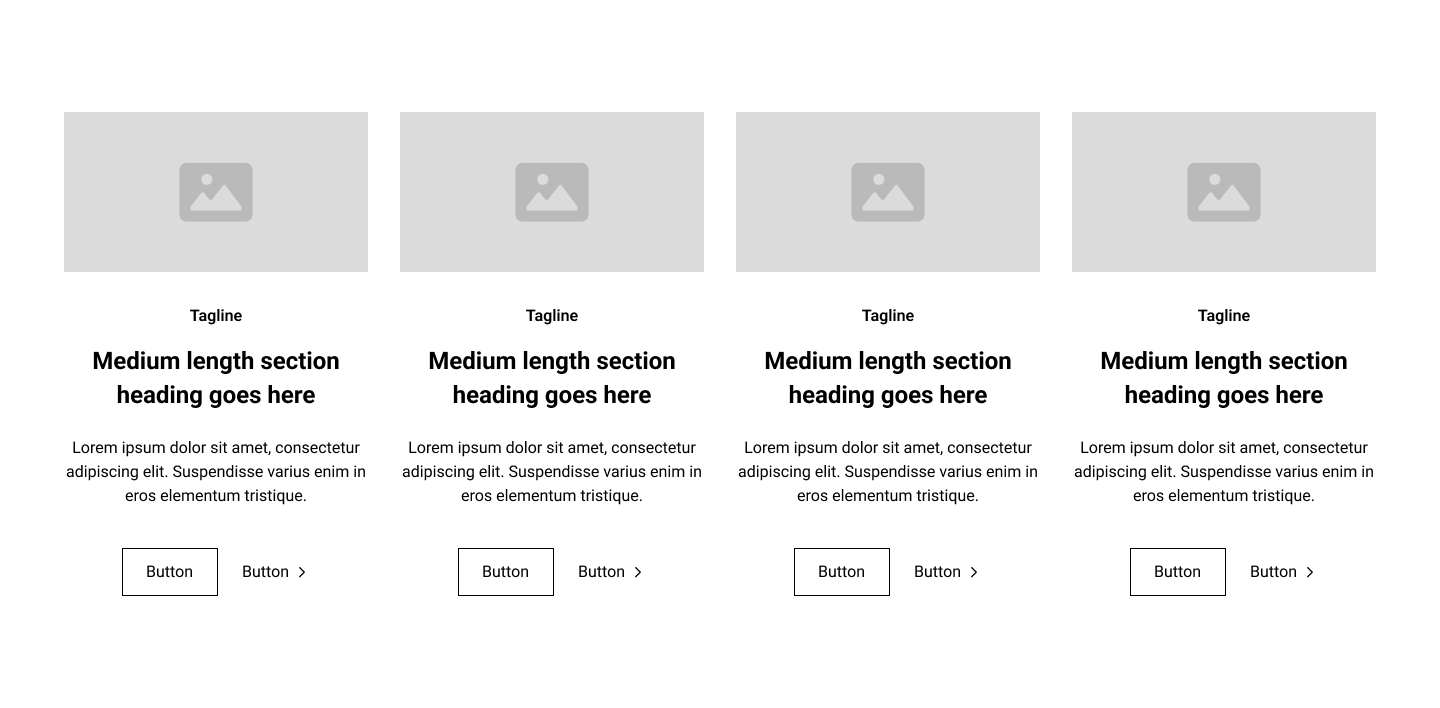 Tagline
Medium length section
heading goes here
Lorem ipsum dolor sit amet, consectetur
adipiscing elit. Suspendisse varius enim in
eros elementum tristique.
Button Button
Tagline
Medium length section
heading goes here
Lorem ipsum dolor sit amet, consectetur
adipiscing elit. Suspendisse varius enim in
eros elementum tristique.
Button Button
Tagline
Medium length section
heading goes here
Lorem ipsum dolor sit amet, consectetur
adipiscing elit. Suspendisse varius enim in
eros elementum tristique.
Button Button
Tagline
Medium length section
heading goes here
Lorem ipsum dolor sit amet, consectetur
adipiscing elit. Suspendisse varius enim in
eros elementum tristique.
Button Button